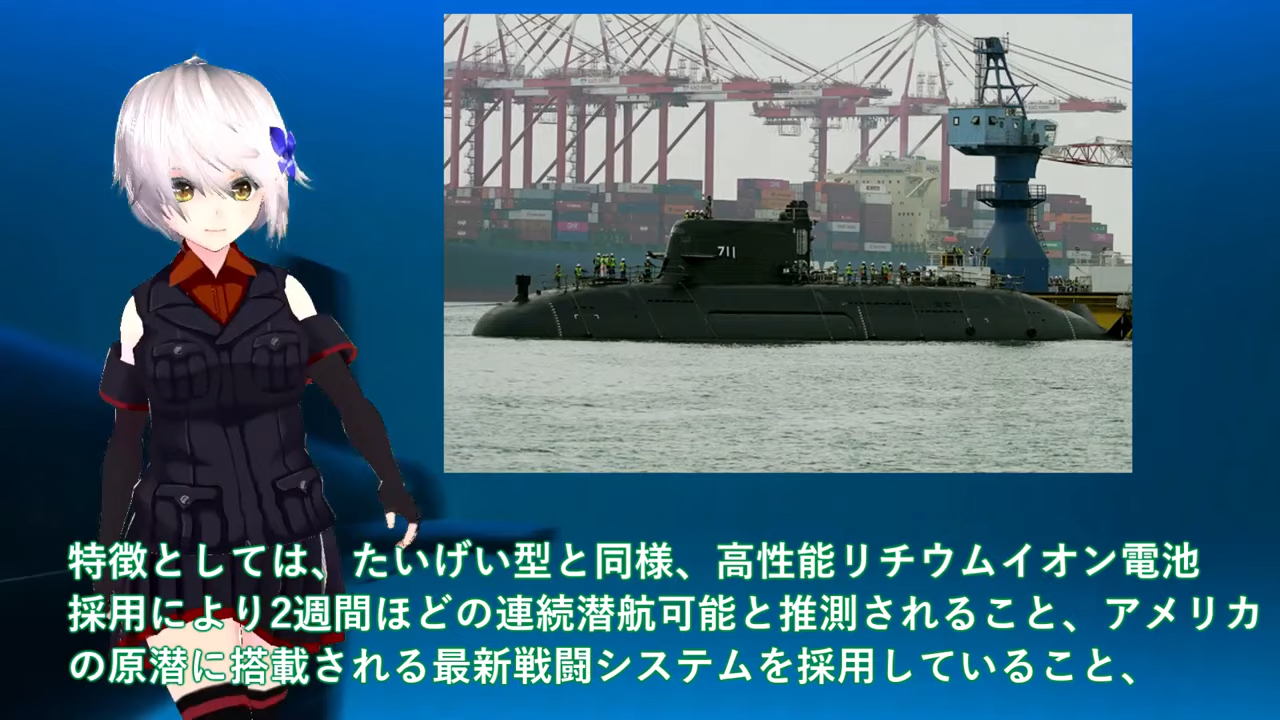 711
特徴としては、たいげい型と同様、高性能リチウムイオン電池
採用により2週間ほどの連続潜航可能と推測されること、アメリカ
の原潜に搭載される最新戦闘システムを採用していること、